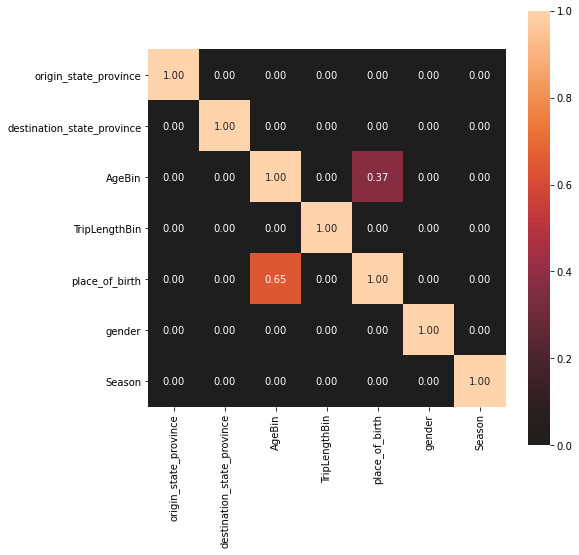 1.0
origin_state_province 1.00 0.00 0.00 0.00 0.00 0.00 0.00
destination_state_province 0.00 1.00 0.00 0.00 0.00 0.00 0.00
0.8
AgeBin 0.00 0.00 1.00 0.00 0.37 0.00 0.00
0.6
TripLengthBin 0.00 0.00 0.00 1.00 0.00 0.00 0.00
0.4
place_of_birth 0.00 0.00 0.65 0.00 1.00 0.00 0.00
gender 0.00 0.00 0.00 0.00 0.00 1.00 0.00
0.2
Season 0.00 0.00 0.00 0.00 0.00 0.00 1.00
0.0
origin_state_province
destination_state_province
AgeBin
TripLengthBin
place_of_birth
gender
Season